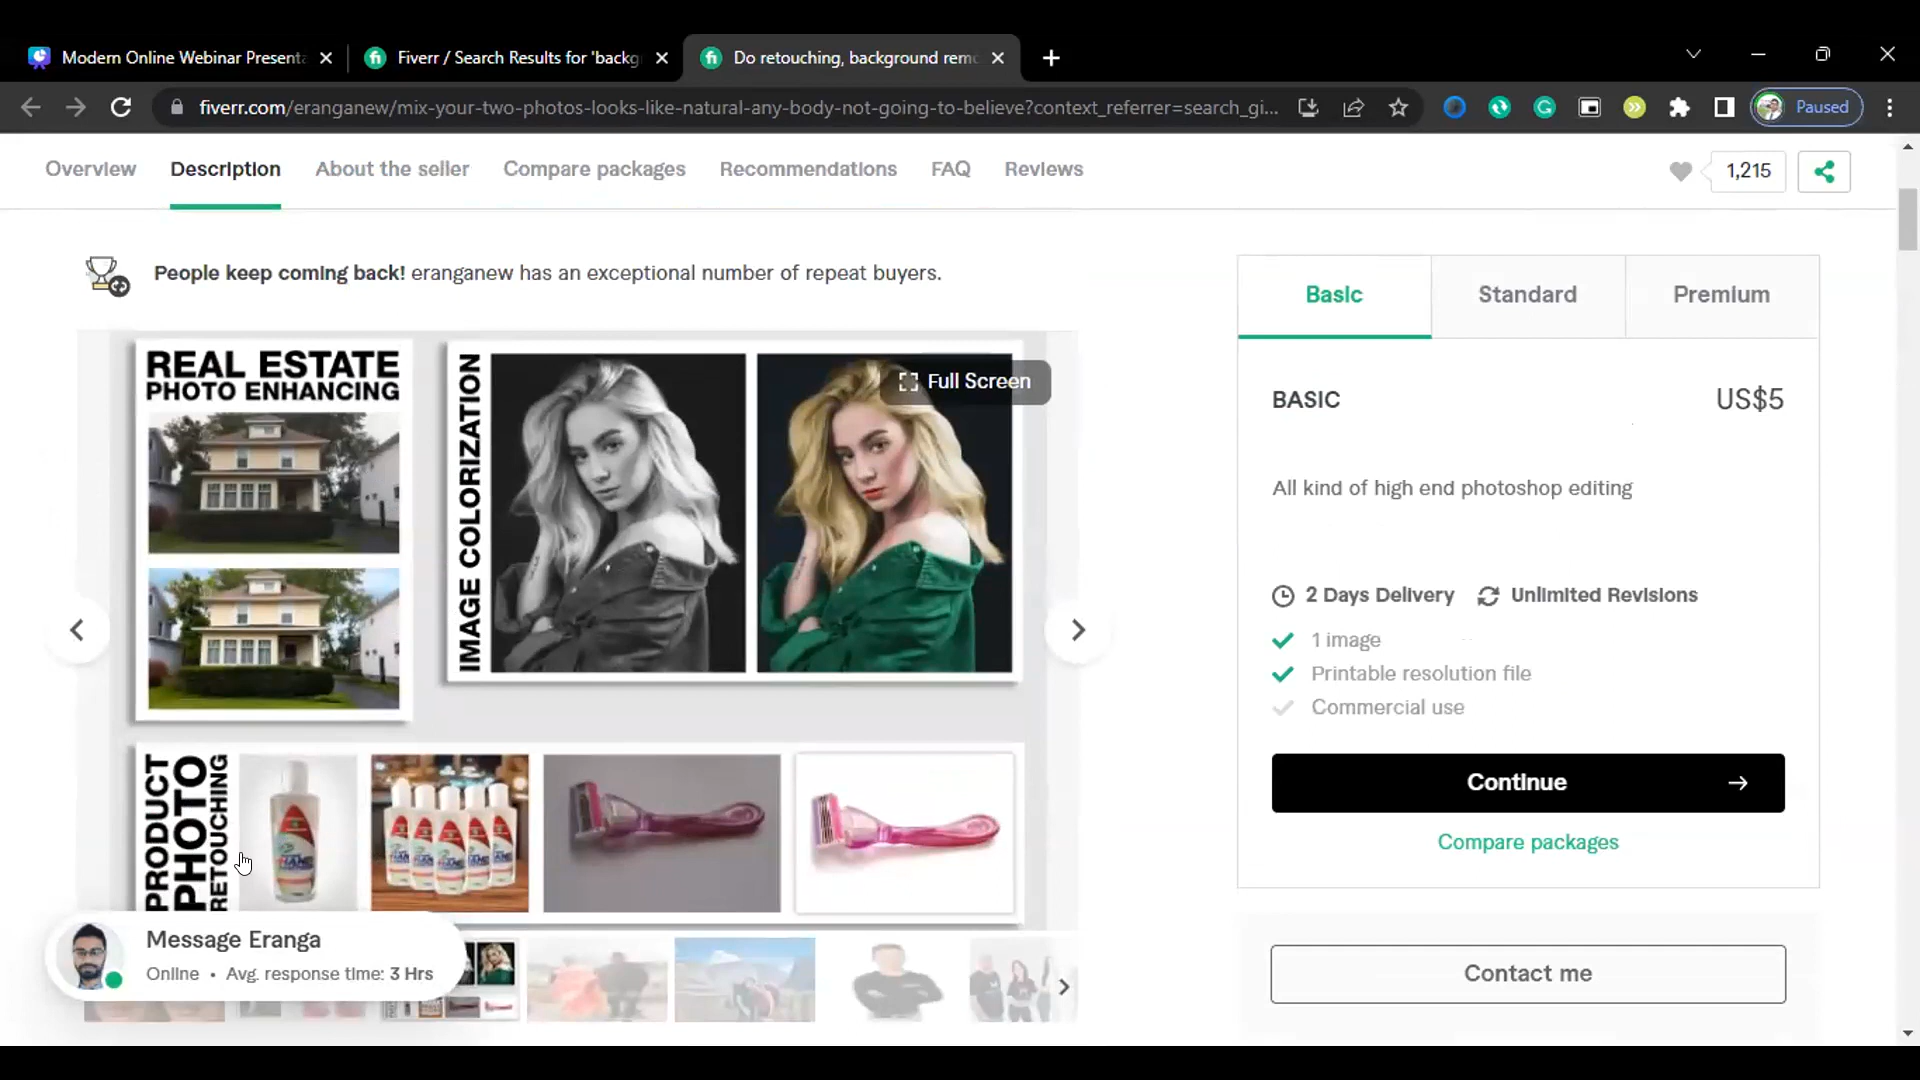 Modern Online Webinar Presenta
Fiverr / Search Results for 'backg
Do retouching, background rem
fiverr.com/eranganew/mix-your-two-photos-looks-like-natural-any-body-not-going-to-believe?context_referrer=search_gi...
Paused
Overview
Description
About the seller
Compare packages
Recommendations
FAQ
Reviews
1,215
People keep coming back! eranganew has an exceptional number of repeat buyers.
REAL ESTATE
PHOTO ENHANCING
IMAGE COLORIZATION
Full Screen
PRODUCT
PHOTO
RETOUCHING
Message Eranga
Online • Avg. response time: 3 Hrs
Basic
Standard
Premium
BASIC
US$5
All kind of high end photoshop editing
2 Days Delivery
Unlimited Revisions
1 image
Printable resolution file
Commercial use
Continue
Compare packages
Contact me